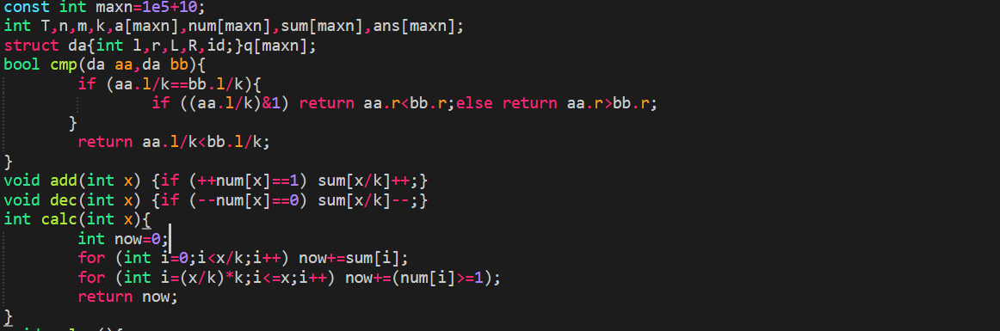 const int maxn=1e5+10;
int T,n,m,k,a[maxn],num[maxn],sum[maxn],ans[maxn];
struct da{int l,r,L,R,id;}q[maxn];
bool cmp(da aa,da bb){
        if (aa.l/k==bb.l/k){
                if ((aa.l/k)&1) return aa.r<bb.r;else return aa.r>bb.r;
        }
        return aa.l/k<bb.l/k;
}
void add(int x) {if (++num[x]==1) sum[x/k]++;}
void dec(int x) {if (--num[x]==0) sum[x/k]--;}
int calc(int x){
        int now=0;
        for (int i=0;i<x/k;i++) now+=sum[i];
        for (int i=(x/k)*k;i<=x;i++) now+=(num[i]>=1);
        return now;
}